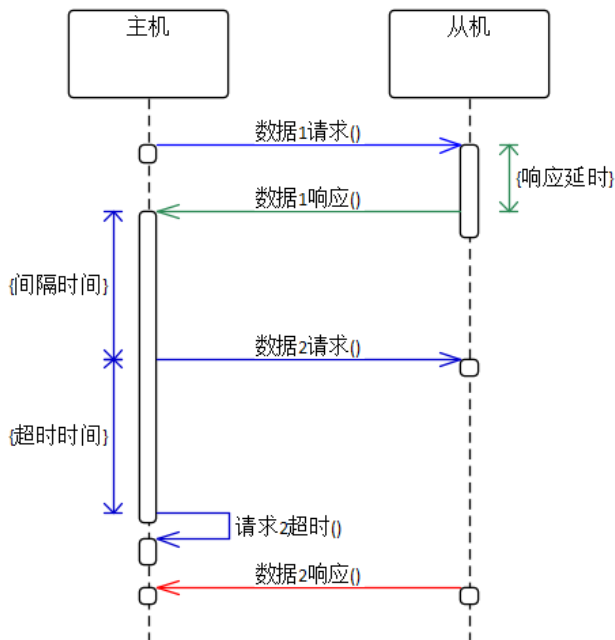 主机
从机
数据1请求()
{响应延时}
数据1响应()
{间隔时间}
数据2请求()
{超时时间}
请求2超时()
数据2响应()